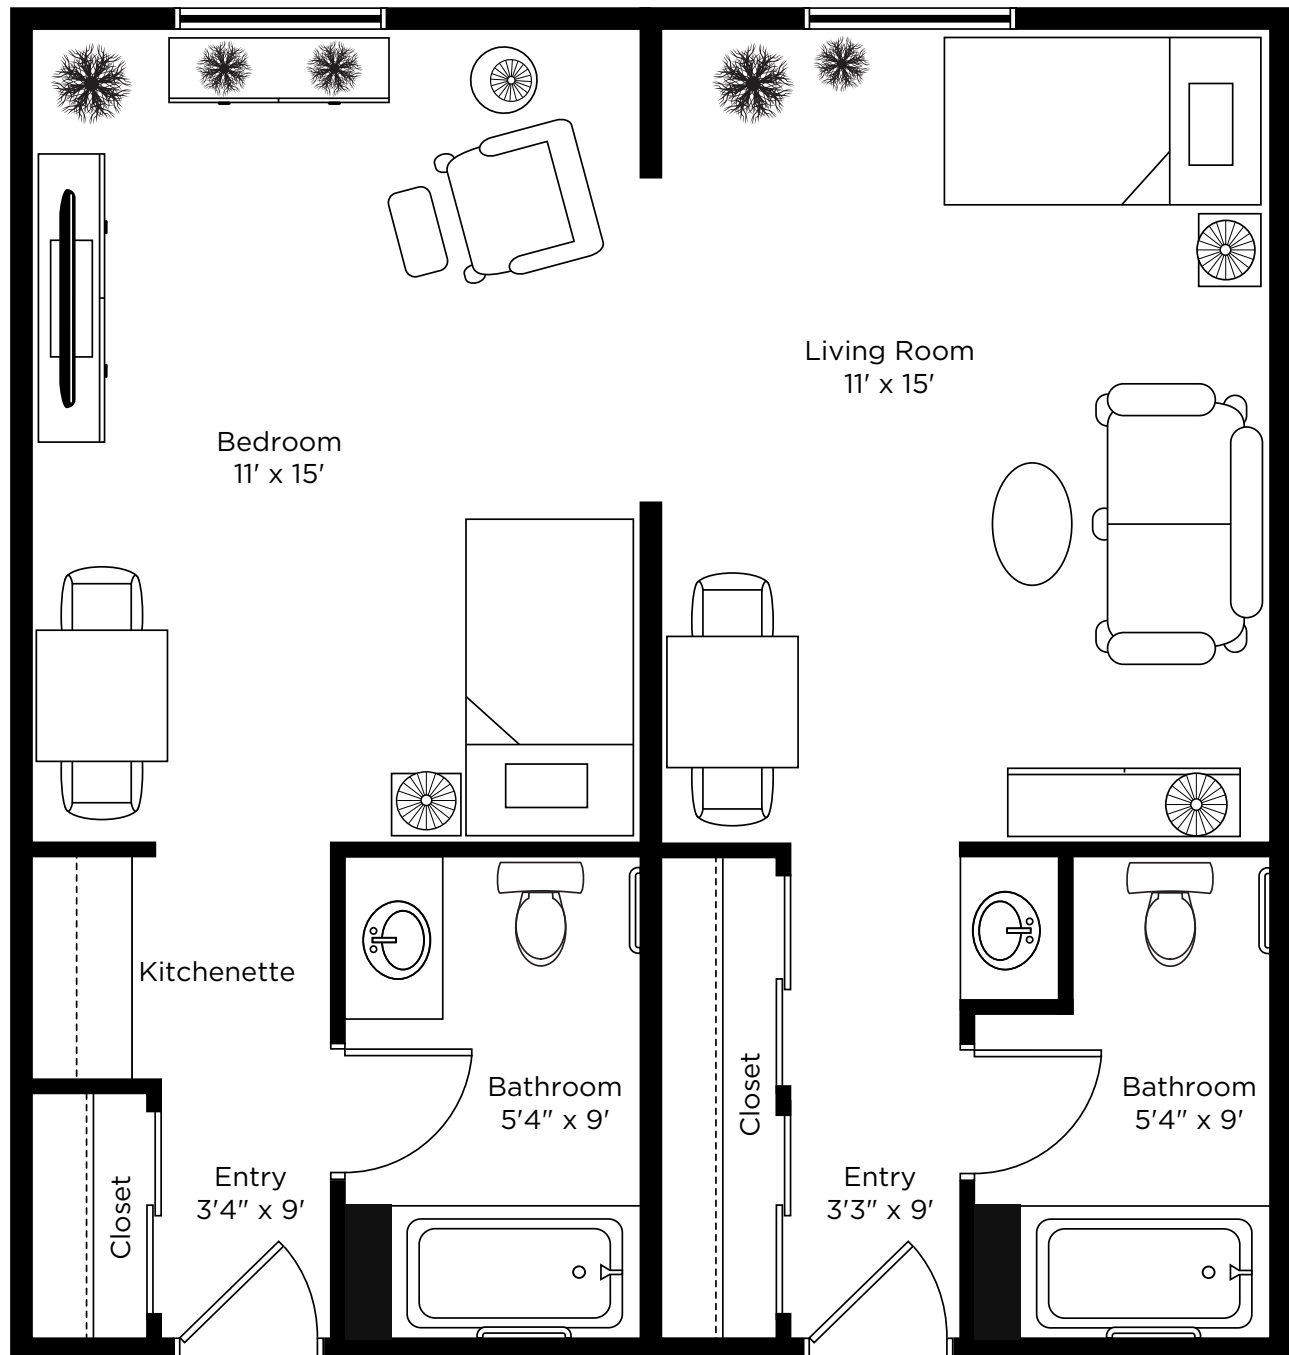 Living Room
11' x 15'
Bedroom
11' x 15'
Kitchenette
Closet
Bathroom
5'4" x 9'
Bathroom
5'4" x 9'
Closet
Entry
3'4" x 9'
Entry
3'3" x 9'